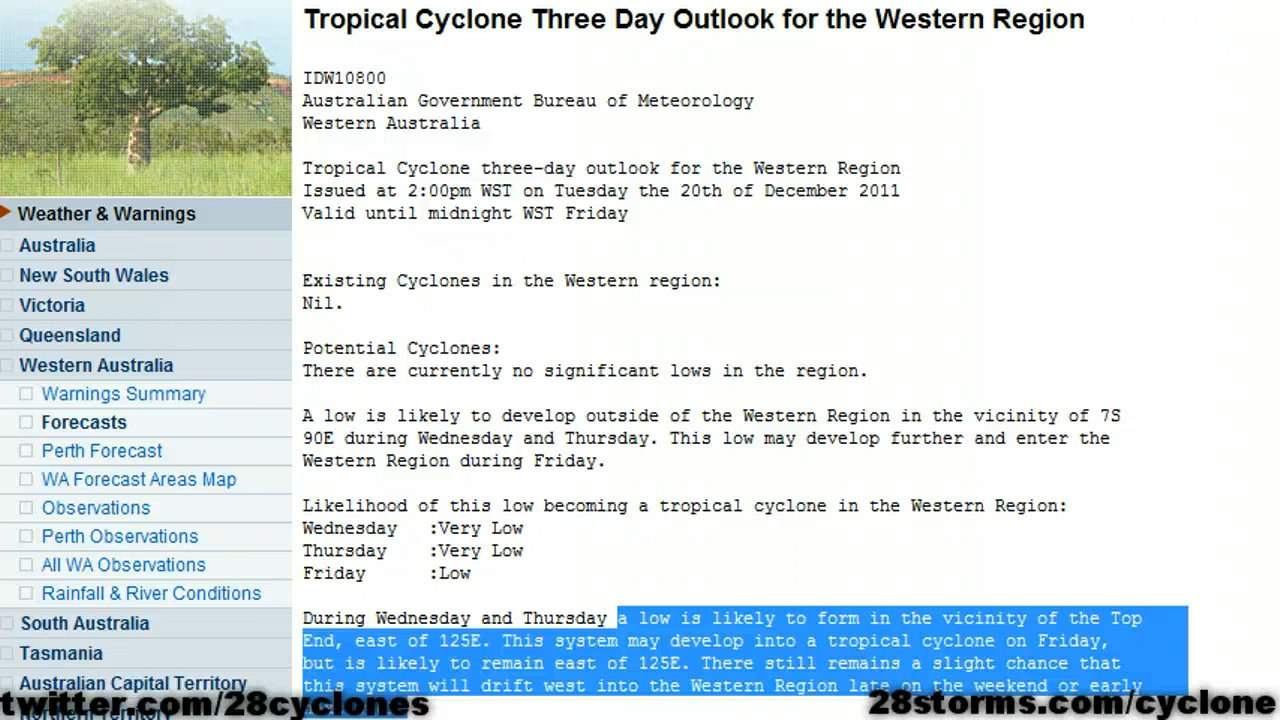 Tropical Cyclone Three Day Outlook for the Western Region
IDW10800
Australian Government Bureau of Meteorology
Western Australia
Tropical Cyclone three-day outlook for the Western Region
Issued at 2:00pm WST on Tuesday the 20th of December 2011
Valid until midnight WST Friday
Existing Cyclones in the Western region:
Nil.
Potential Cyclones:
There are currently no significant lows in the region.
A low is likely to develop outside of the Western Region in the vicinity of 7S
90E during Wednesday and Thursday. This low may develop further and enter the
Western Region during Friday.
Likelihood of this low becoming a tropical cyclone in the Western Region:
Wednesday :Very Low
Thursday :Very Low
Friday :Low
During Wednesday and Thursday a low is likely to form in the vicinity of the Top
End, east of 125E. This system may develop into a tropical cyclone on Friday,
but is likely to remain east of 125E. There still remains a slight chance that
this system will drift west into the Western Region late on the weekend or early
Weather & Warnings
Australia
New South Wales
Victoria
Queensland
Western Australia
Warnings Summary
Forecasts
Perth Forecast
WA Forecast Areas Map
Observations
Perth Observations
All WA Observations
Rainfall & River Conditions
South Australia
Tasmania
Australian Capital Territory
Northern Territory
twitter.com/28cyclones
28storms.com/cyclone